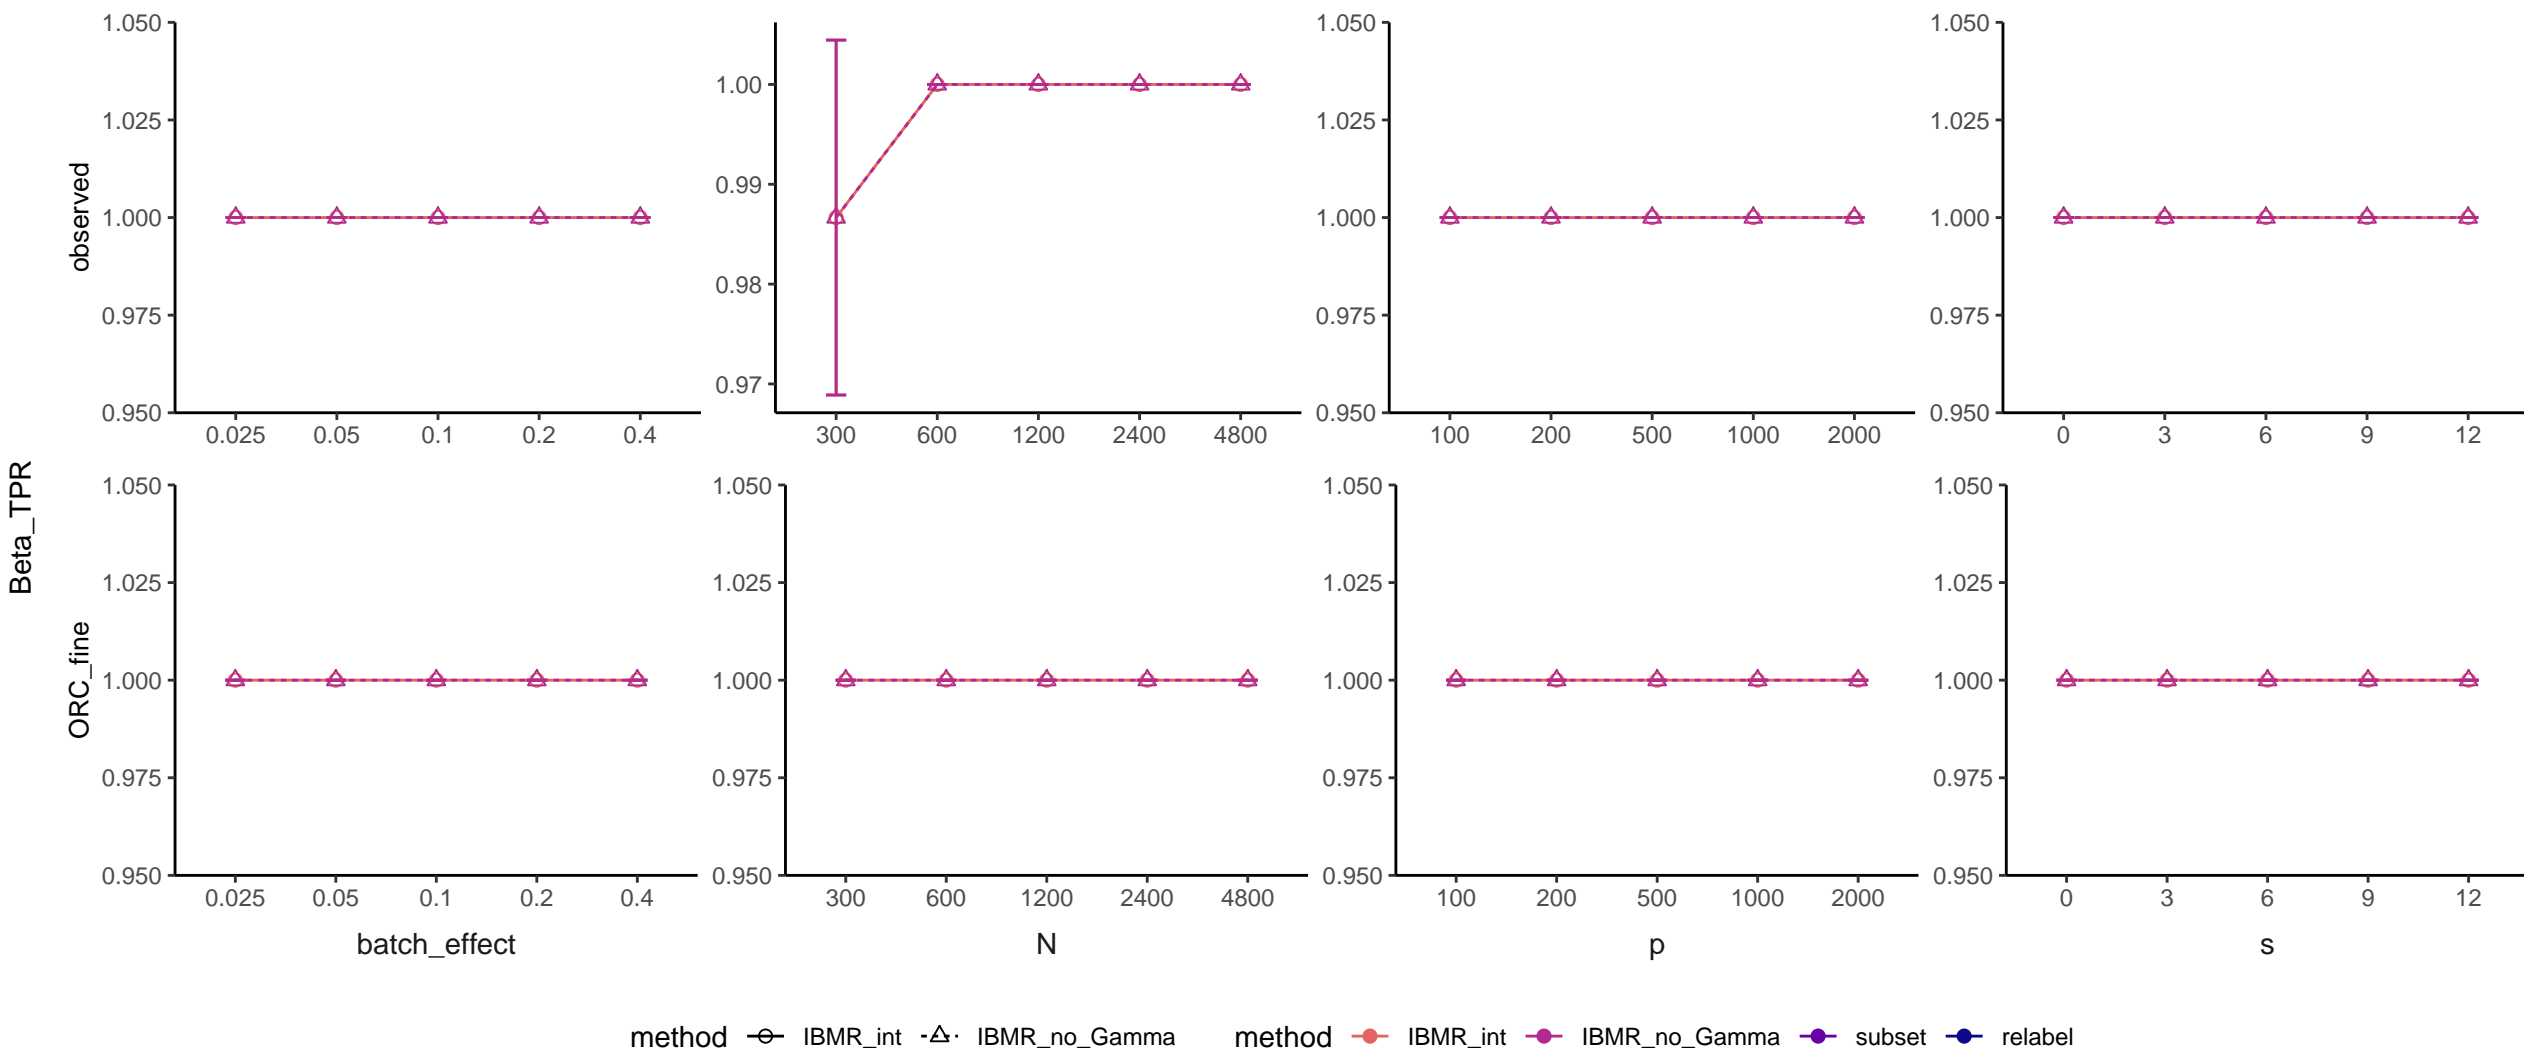 1.050 1.050 1.050
1.00
1.025 1.025 1.025
observed
0.99
1.000 1.000 1.000
0.98
0.975 0.975 0.975
0.97
0.950 0.950 0.950
0.025 0.05 0.1 0.2 0.4 300 600 1200 2400 4800 100 200 500 1000 2000 0 3 6 9 12
Beta_TPR
1.050 1.050 1.050 1.050
1.025 1.025 1.025 1.025
ORC_fine
1.000 1.000 1.000 1.000
0.975 0.975 0.975 0.975
0.950 0.950 0.950 0.950
0.025 0.05 0.1 0.2 0.4 300 600 1200 2400 4800 100 200 500 1000 2000 0 3 6 9 12
batch_effect N p s
method IBMR_int IBMR_no_Gamma method IBMR_int IBMR_no_Gamma subset relabel